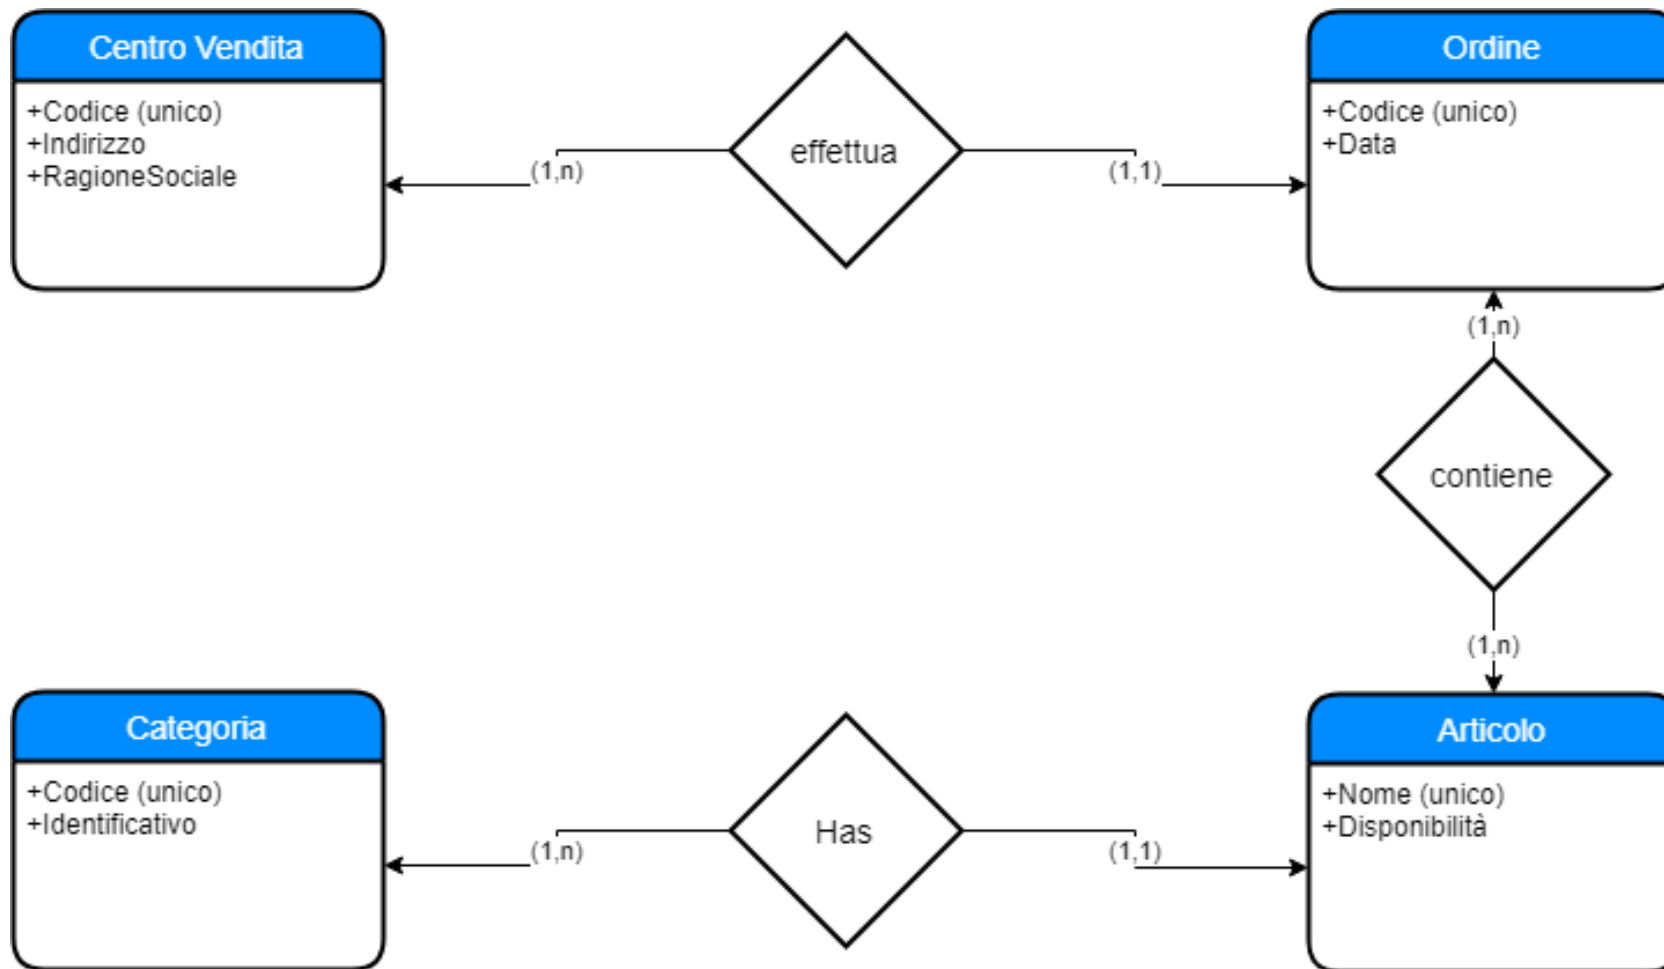 Centro Vendita
+Codice (unico)
+Indirizzo
+RagioneSociale
effettua
(1,n)
(1,1)
Ordine
+Codice (unico)
+Data
(1,n)
contiene
(1,n)
Categoria
+Codice (unico)
+Identificativo
Has
(1,n)
(1,1)
Articolo
+Nome (unico)
+Disponibilità